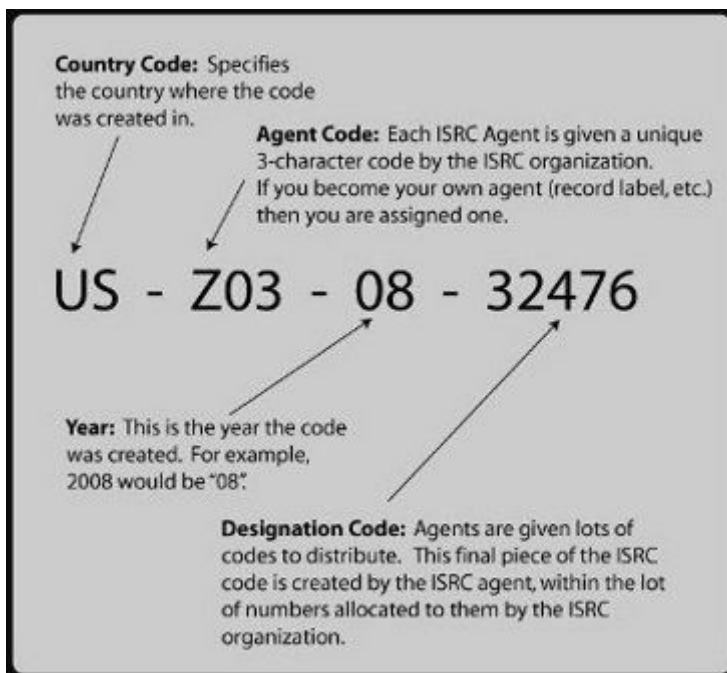 Country Code: Specifies
the country where the code
was created in.
Agent Code: Each ISRC Agent is given a unique
3-character code by the ISRC organization.
If you become your own agent (record label, etc.)
then you are assigned one.
US - Z03 - 08 - 32476
Year: This is the year the code
was created. For example,
2008 would be "08".
Designation Code: Agents are given lots of
codes to distribute. This final piece of the ISRC
code is created by the ISRC agent, within the lot
of numbers allocated to them by the ISRC
organization.